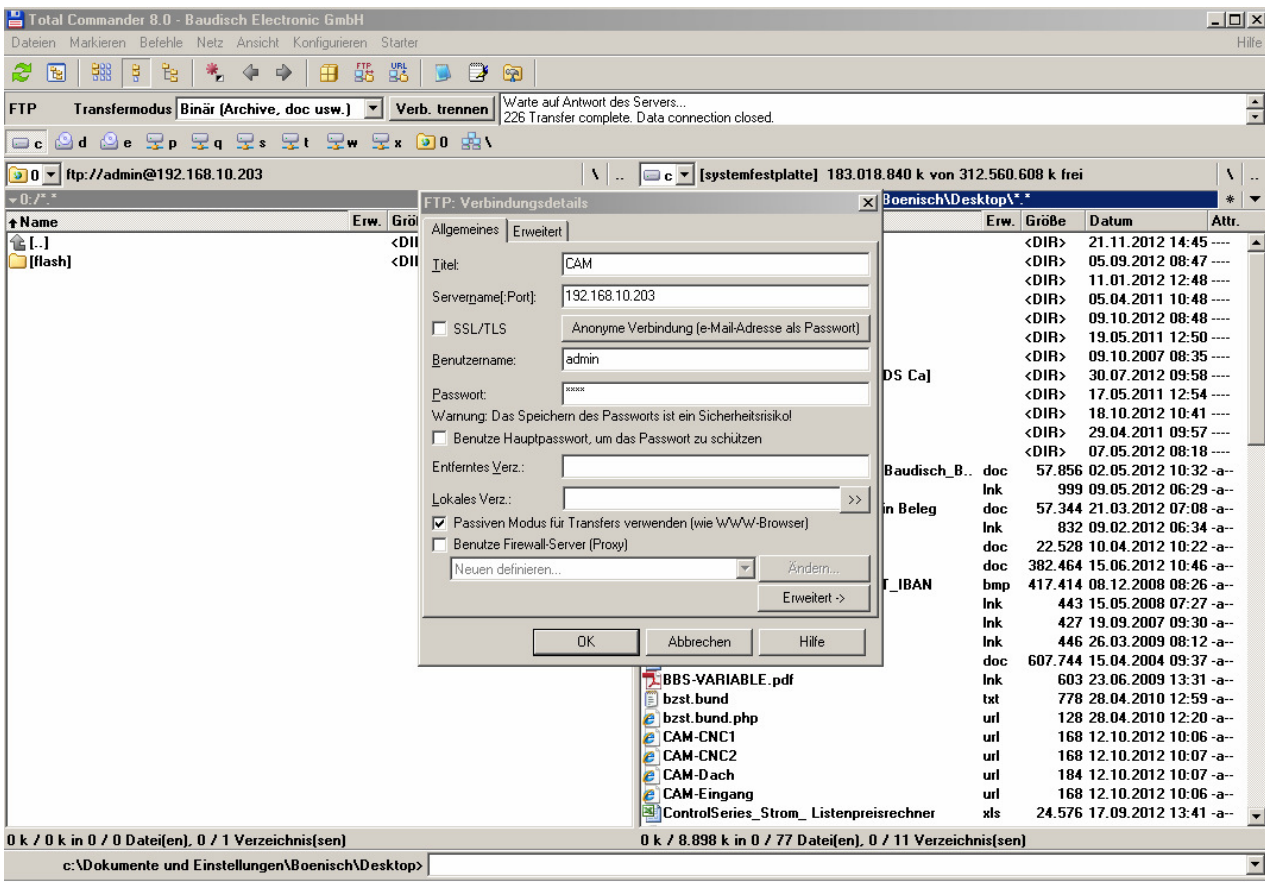 Total Commander 8.0 - Baudisch Electronic GmbH
Dateien Markieren Befehle Netz Ansicht Konfigurieren Starter Hilfe
FTP URL
FTP Transfermodus Binär (Archive, doc usw.) Verb. trennen
Warte auf Antwort des Servers...
226 Transfer complete. Data connection closed.
c d e p q s t w x 0 \
0 ftp://admin@192.168.10.203 \ ..
c [systemfestplatte] 183.018.840 k von 312.560.608 k frei \ ..
0:/*.*
Boenisch\Desktop\*.* *
Name Erw. Grö
[..] <DI
[flash] <DI
FTP: Verbindungsdetails
Allgemeines Erweitert
Titel: CAM
Servername[:Port]: 192.168.10.203
SSL/TLS Anonyme Verbindung (e-Mail-Adresse als Passwort)
Benutzername: admin
Passwort: ****
Warnung: Das Speichern des Passworts ist ein Sicherheitsrisiko!
Benutze Hauptpasswort, um das Passwort zu schützen
Entferntes Verz.:
Lokales Verz.: >>
Passiven Modus für Transfers verwenden (wie WWW-Browser)
Benutze Firewall-Server (Proxy)
Neuen definieren... Ändern...
Erweitert ->
OK Abbrechen Hilfe
Erw. Größe Datum Attr.
<DIR> 21.11.2012 14:45 ----
<DIR> 05.09.2012 08:47 ----
<DIR> 11.01.2012 12:48 ----
<DIR> 05.04.2011 10:48 ----
<DIR> 09.10.2012 08:48 ----
<DIR> 19.05.2011 12:50 ----
<DIR> 09.10.2007 08:35 ----
DS Ca] <DIR> 30.07.2012 09:58 ----
<DIR> 17.05.2011 12:54 ----
<DIR> 18.10.2012 10:41 ----
<DIR> 29.04.2011 09:57 ----
<DIR> 07.05.2012 08:18 ----
Baudisch_B.. doc 57.856 02.05.2012 10:32 -a--
lnk 999 09.05.2012 06:29 -a--
in Beleg doc 57.344 21.03.2012 07:08 -a--
lnk 832 09.02.2012 06:34 -a--
doc 22.528 10.04.2012 10:22 -a--
doc 382.464 15.06.2012 10:46 -a--
T_IBAN bmp 417.414 08.12.2008 08:26 -a--
lnk 443 15.05.2008 07:27 -a--
lnk 427 19.09.2007 09:30 -a--
lnk 446 26.03.2009 08:12 -a--
doc 607.744 15.04.2004 09:37 -a--
BBS-VARIABLE.pdf lnk 603 23.06.2009 13:31 -a--
bzst.bund txt 778 28.04.2010 12:59 -a--
bzst.bund.php url 128 28.04.2010 12:20 -a--
CAM-CNC1 url 168 12.10.2012 10:06 -a--
CAM-CNC2 url 168 12.10.2012 10:07 -a--
CAM-Dach url 184 12.10.2012 10:07 -a--
CAM-Eingang url 168 12.10.2012 10:06 -a--
ControlSeries_Strom_ Listenpreisrechner xls 24.576 17.09.2012 13:41 -a--
0 k / 0 k in 0 / 0 Datei(en), 0 / 1 Verzeichnis(sen)
0 k / 8.898 k in 0 / 77 Datei(en), 0 / 11 Verzeichnis(sen)
c:\Dokumente und Einstellungen\Boenisch\Desktop>